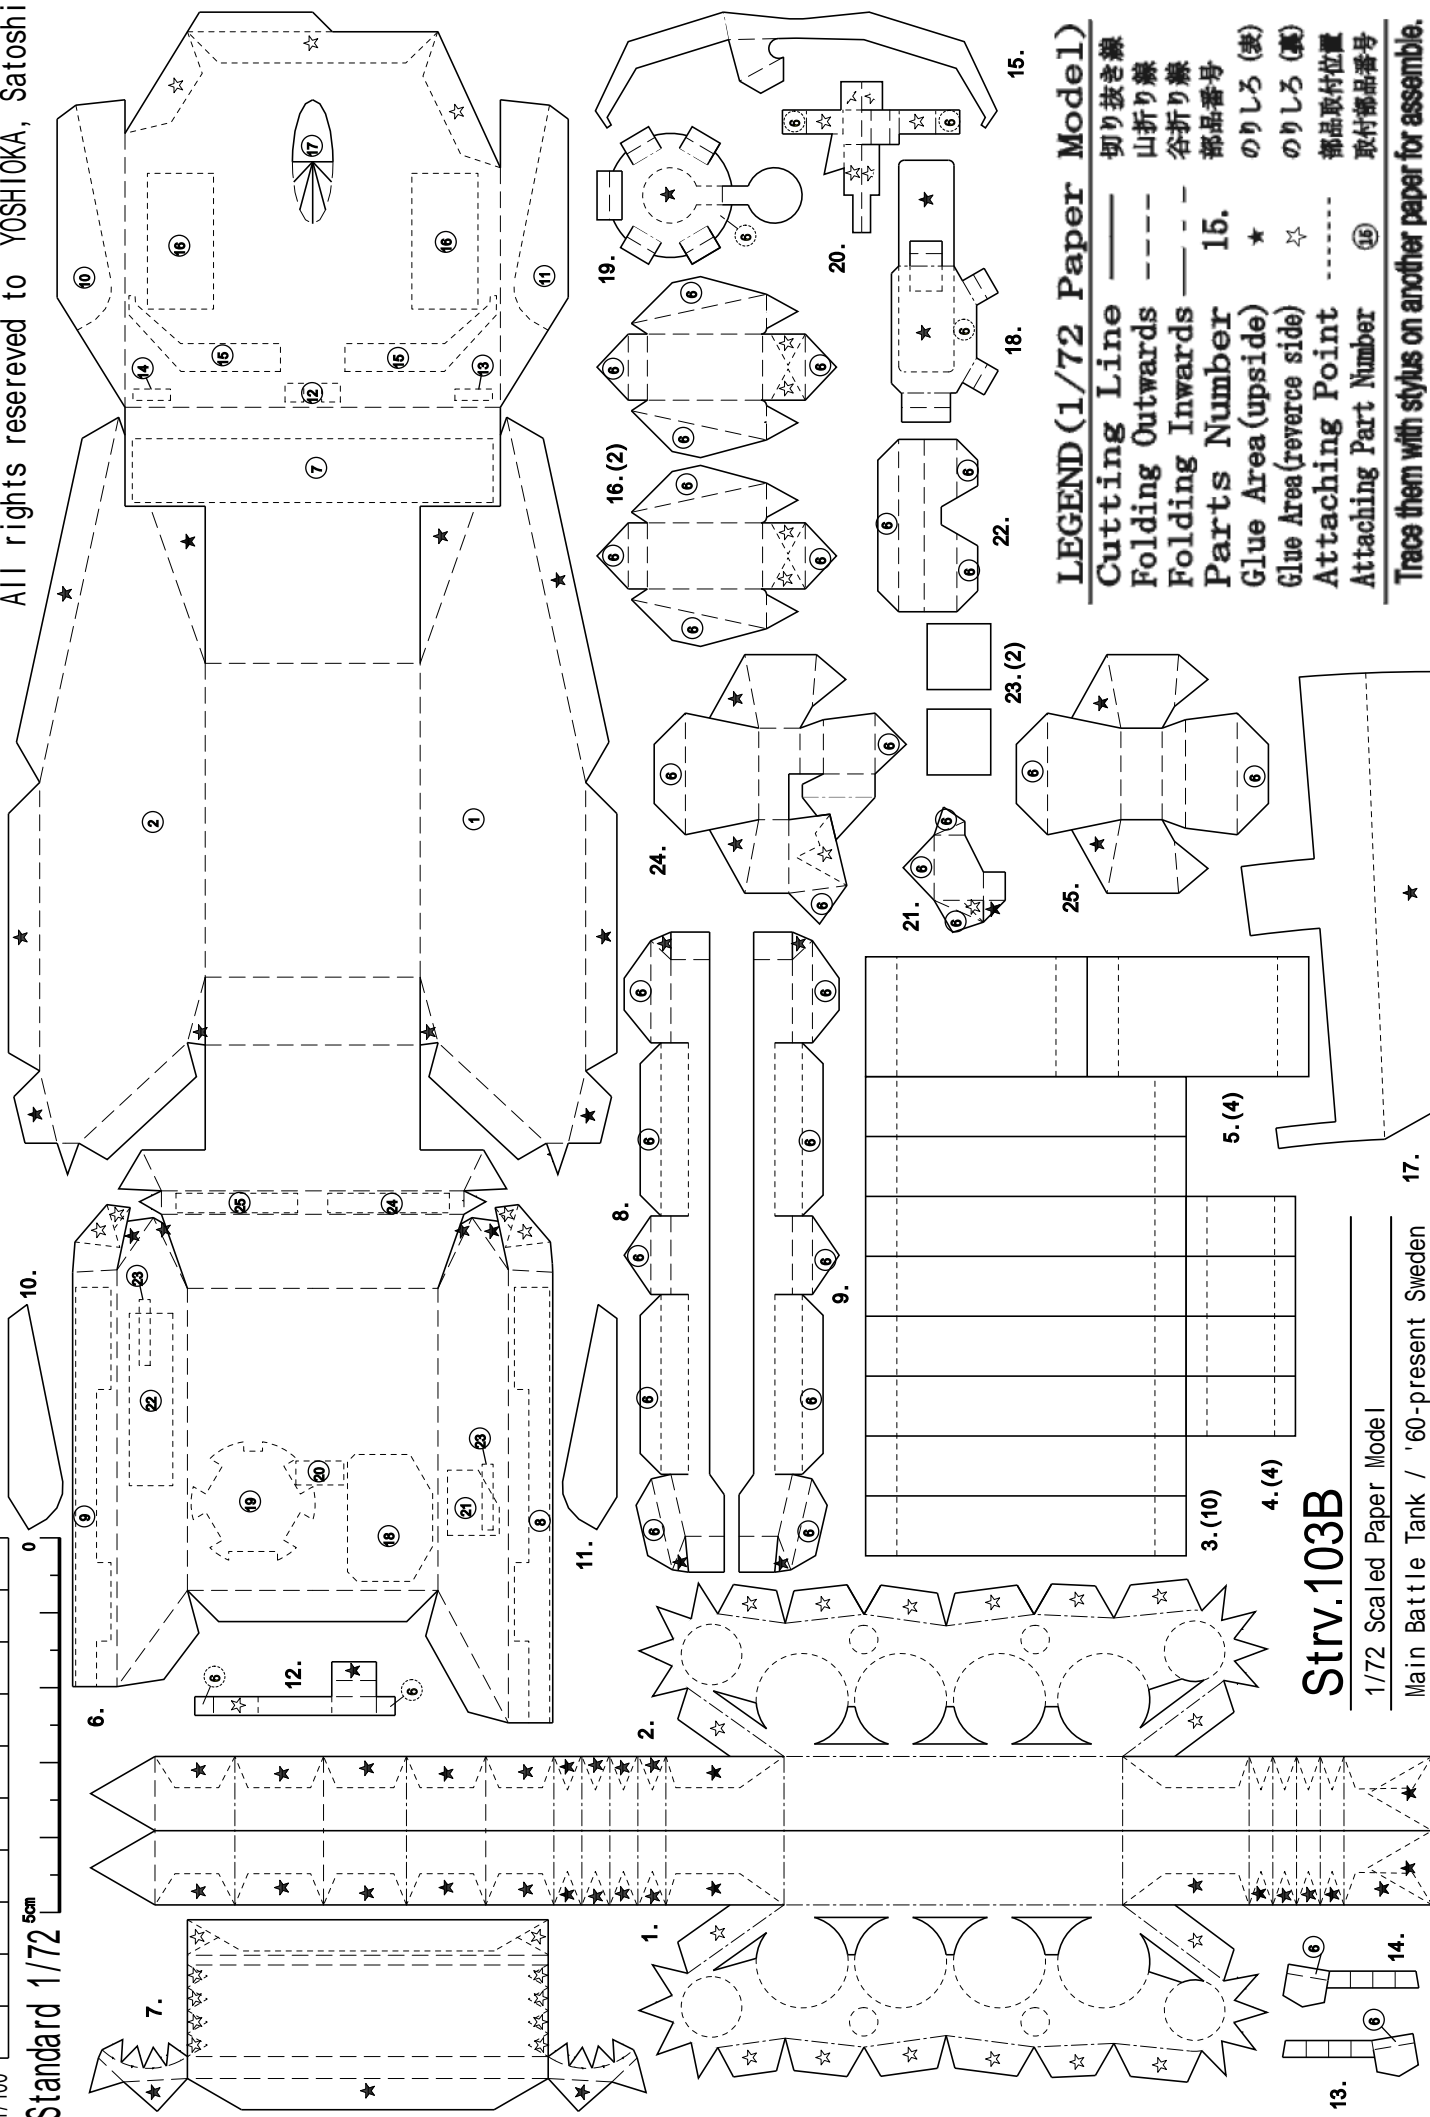 All rights resereved to YOSHIOKA, Satoshi
Standard 1/72
5cm
0
LEGEND(1/72 Paper Model)
Cutting Line 切り抜き線
Folding Outwards 山折り線
Folding Inwards 谷折り線
Parts Number 15. 部品番号
Glue Area(upside) ★ のりしろ (表)
Glue Area(reverce side) ☆ のりしろ (裏)
Attaching Point 部品取付位置
Attaching Part Number ⑮ 取付部品番号
Trace them with stylus on another paper for assemble.
Strv.103B
1/72 Scaled Paper Model
Main Battle Tank / '60-present Sweden
1.
2.
3.(10)
4.(4)
5.(4)
6.
7.
8.
9.
10.
11.
12.
13.
14.
15.
16.(2)
17.
18.
19.
20.
21.
22.
23.(2)
24.
25.